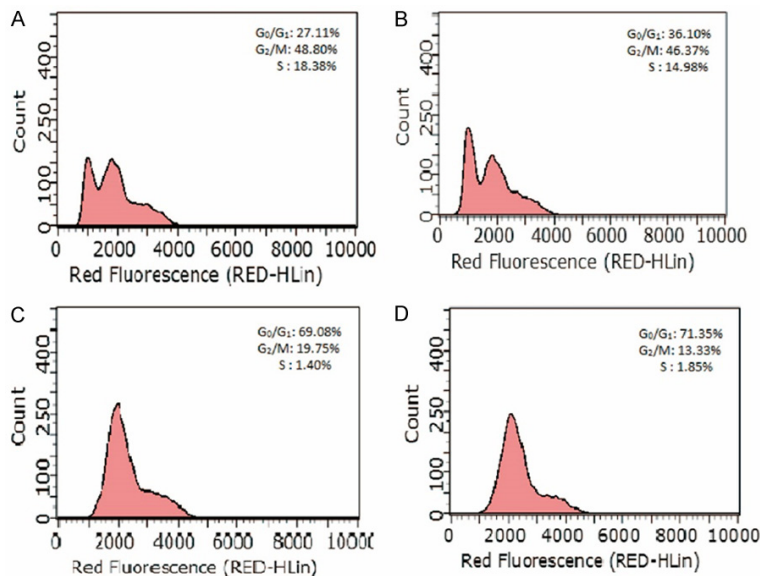 A
G₀/G₁: 27.11%
G₂/M: 48.80%
S : 18.38%
Count
400
250
100
0
0 2000 4000 6000 8000 10000
Red Fluorescence (RED-HLin)
B
G₀/G₁: 36.10%
G₂/M: 46.37%
S : 14.98%
Count
400
250
100
0
0 2000 4000 6000 8000 10000
Red Fluorescence (RED-HLin)
C
G₀/G₁: 69.08%
G₂/M: 19.75%
S : 1.40%
Count
400
250
100
0
0 2000 4000 6000 8000 1000
Red Fluorescence (RED-HLin)
D
G₀/G₁: 71.35%
G₂/M: 13.33%
S : 1.85%
Count
400
250
100
0
0 2000 4000 6000 8000 10000
Red Fluorescence (RED-HLin)